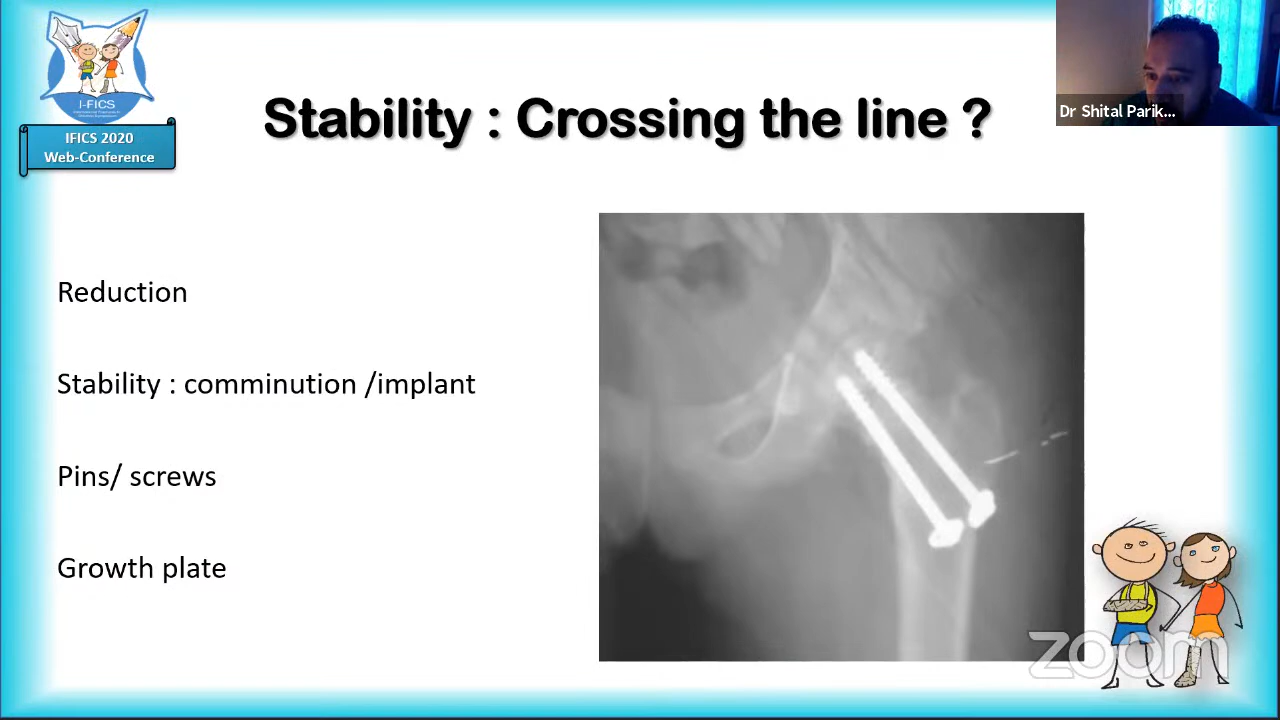 I-FICS
IFICS 2020
Web-Conference
Stability : Crossing the line ?
Dr Shital Parik...
Reduction
Stability : comminution /implant
Pins/ screws
Growth plate
zoom